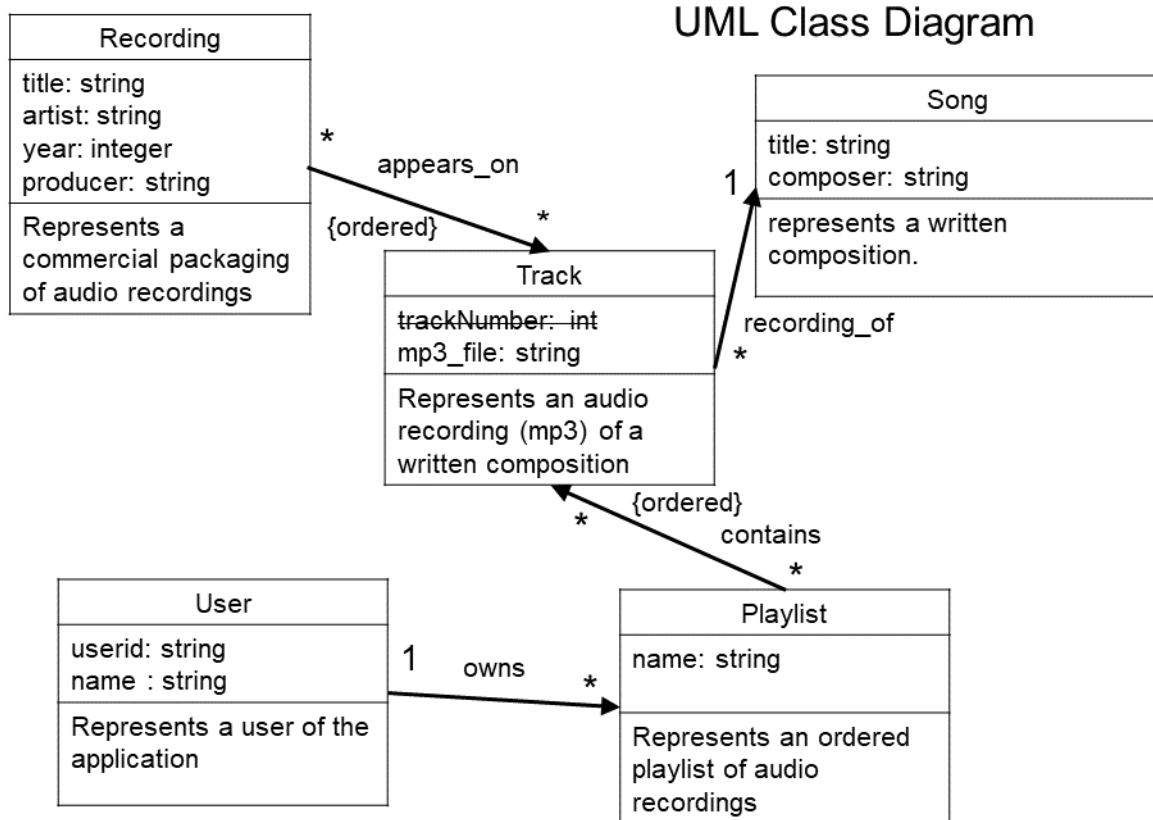 UML Class Diagram
Recording
title: string
artist: string
year: integer
producer: string
Represents a
commercial packaging
of audio recordings
*
appears_on
{ordered}
*
Song
title: string
composer: string
represents a written
composition.
1
recording_of
*
Track
trackNumber: int
mp3_file: string
Represents an audio
recording (mp3) of a
written composition
{ordered}
*
contains
*
User
userid: string
name : string
Represents a user of the
application
1
owns
*
Playlist
name: string
Represents an ordered
playlist of audio
recordings